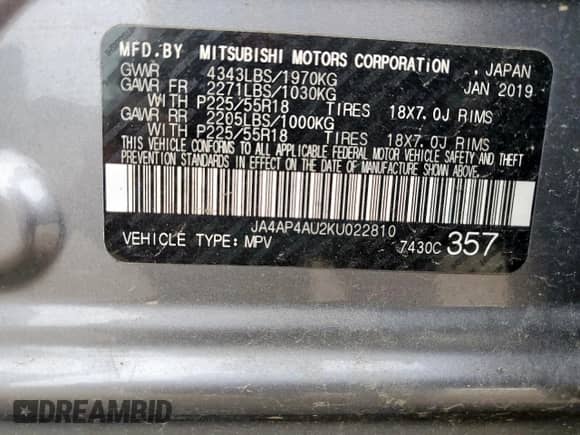 MFD.BY MITSUBISHI MOTORS CORPORATION , JAPAN
GVWR 4343LBS/1970KG JAN 2019
GAWR FR 2271LBS/1030KG
WITH P225/55R18 TIRES 18X7.0J RIMS
GAWR RR 2205LBS/1000KG
WITH P225/55R18 TIRES 18X7.0J RIMS
THIS VEHICLE CONFORMS TO ALL APPLICABLE FEDERAL MOTOR VEHICLE SAFETY AND THEFT
PREVENTION STANDARDS IN EFFECT ON THE DATE OF MANUFACTURE SHOWN ABOVE.
JA4AP4AU2KU022810
VEHICLE TYPE: MPV 7430C 357
DREAMBID